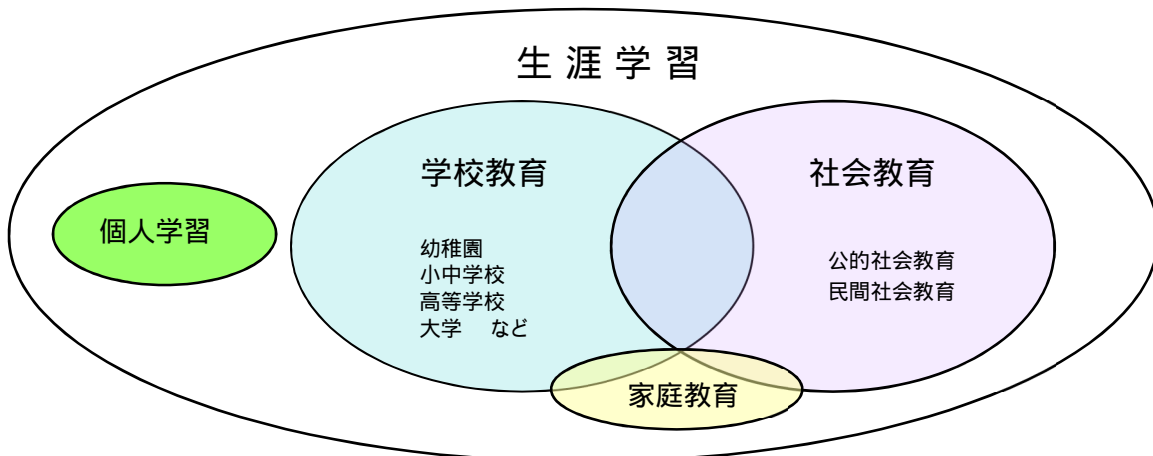 生涯学習
学校教育
社会教育
個人学習
幼稚園
小中学校
高等学校
大学 など
公的社会教育
民間社会教育
家庭教育